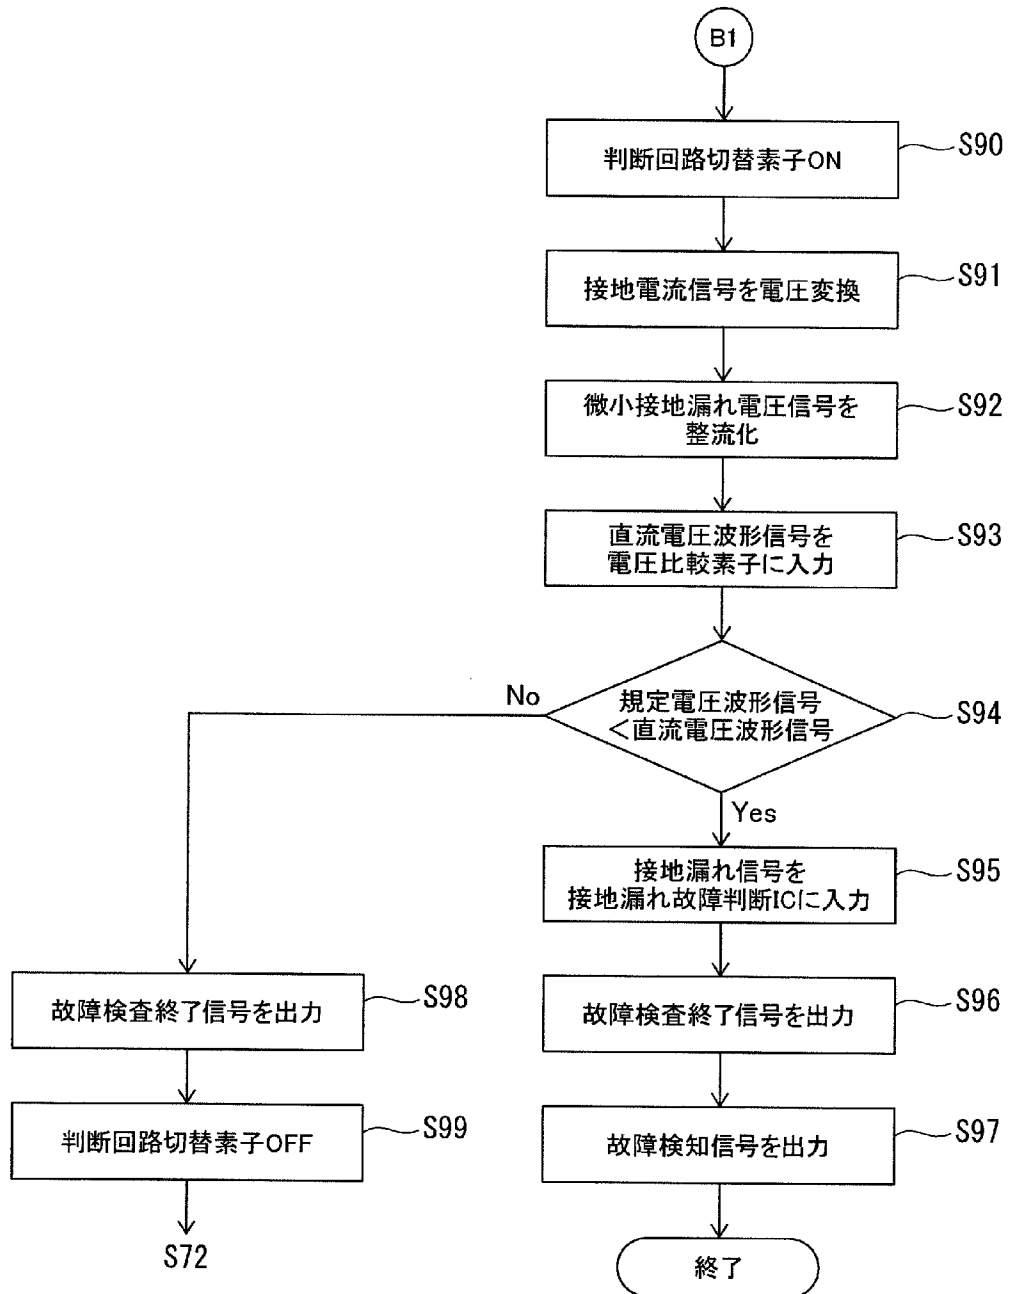 B1
判断回路切替素子ON
S90
接地電流信号を電圧変換
S91
微小接地漏れ電圧信号を
整流化
S92
直流電圧波形信号を
電圧比較素子に入力
S93
規定電圧波形信号
<直流電圧波形信号
S94
No
Yes
接地漏れ信号を
接地漏れ故障判断ICに入力
S95
故障検査終了信号を出力
S96
故障検知信号を出力
S97
終了
故障検査終了信号を出力
S98
判断回路切替素子OFF
S99
S72